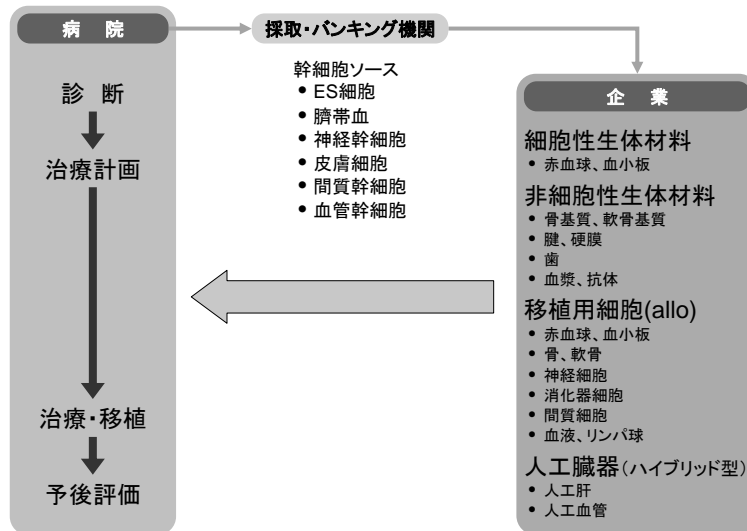 病 院
診 断
治療計画
治療・移植
予後評価
採取・バンキング機関
幹細胞ソース
• ES細胞
• 臍帯血
• 神経幹細胞
• 皮膚細胞
• 間質幹細胞
• 血管幹細胞
企 業
細胞性生体材料
• 赤血球、血小板
非細胞性生体材料
• 骨基質、軟骨基質
• 腱、硬膜
• 歯
• 血漿、抗体
移植用細胞(allo)
• 赤血球、血小板
• 骨、軟骨
• 神経細胞
• 消化器細胞
• 間質細胞
• 血液、リンパ球
人工臓器(ハイブリッド型)
• 人工肝
• 人工血管